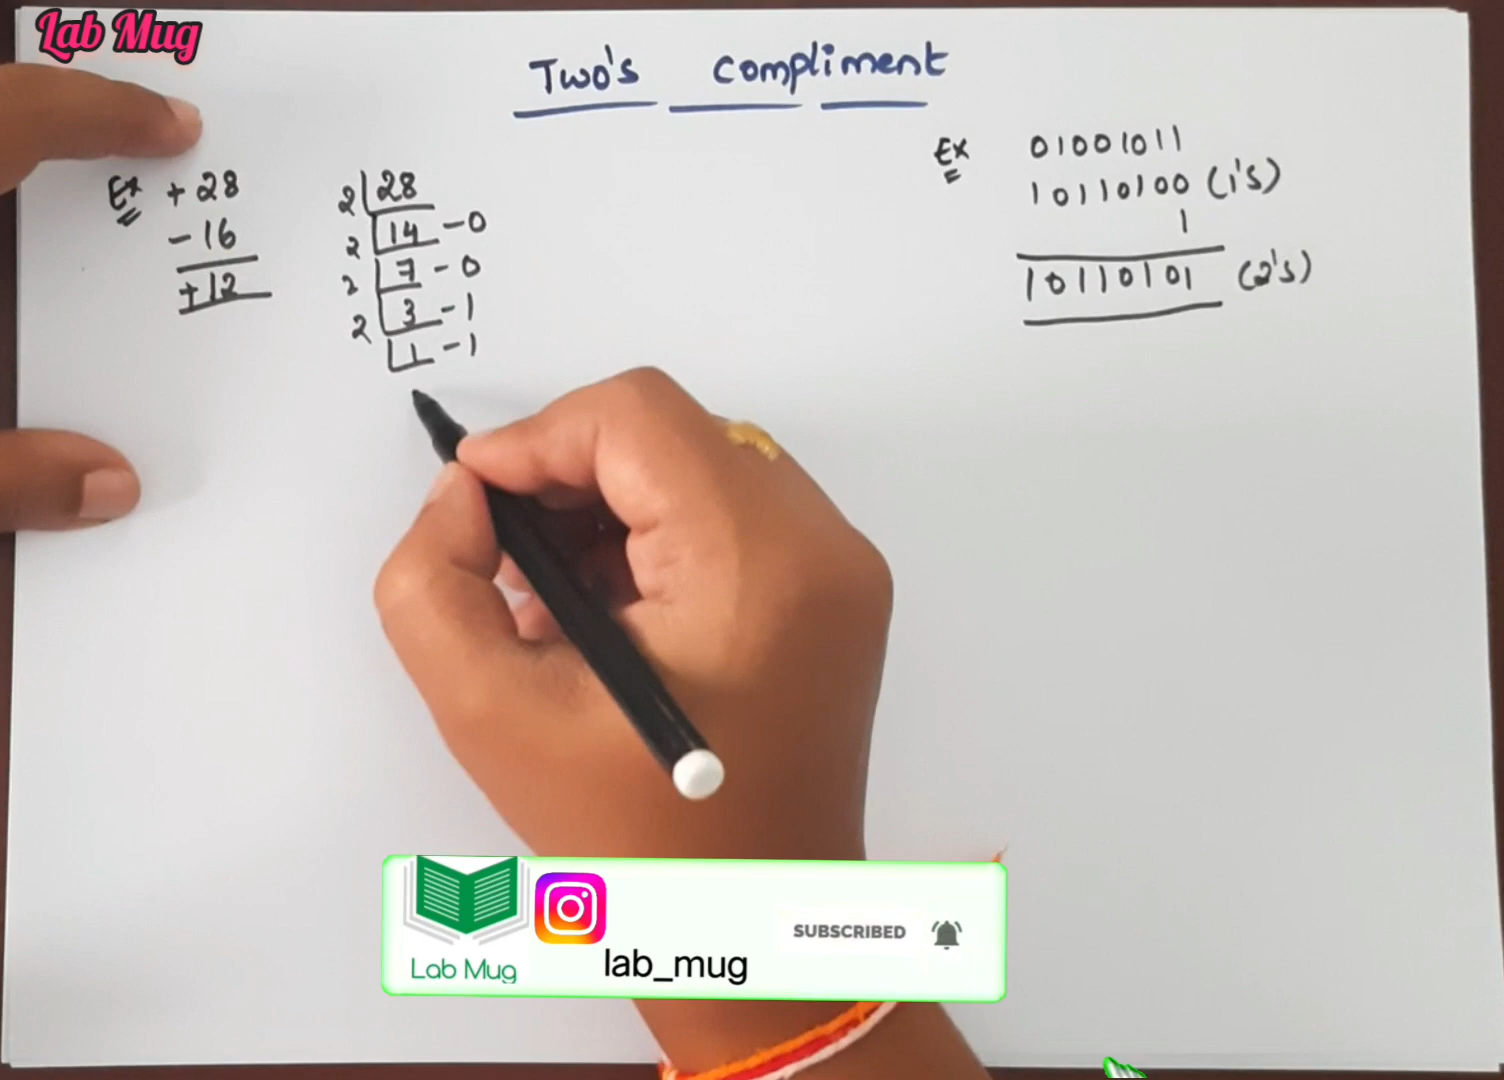 Lab Mug
Two's compliment
Ex + 28
- 16
+12
2 28
2 14 - 0
2 7 - 0
2 3 - 1
1 - 1
Ex 01001011
10110100 (1's)
1
10110101 (2's)
Lab Mug
lab_mug
SUBSCRIBED